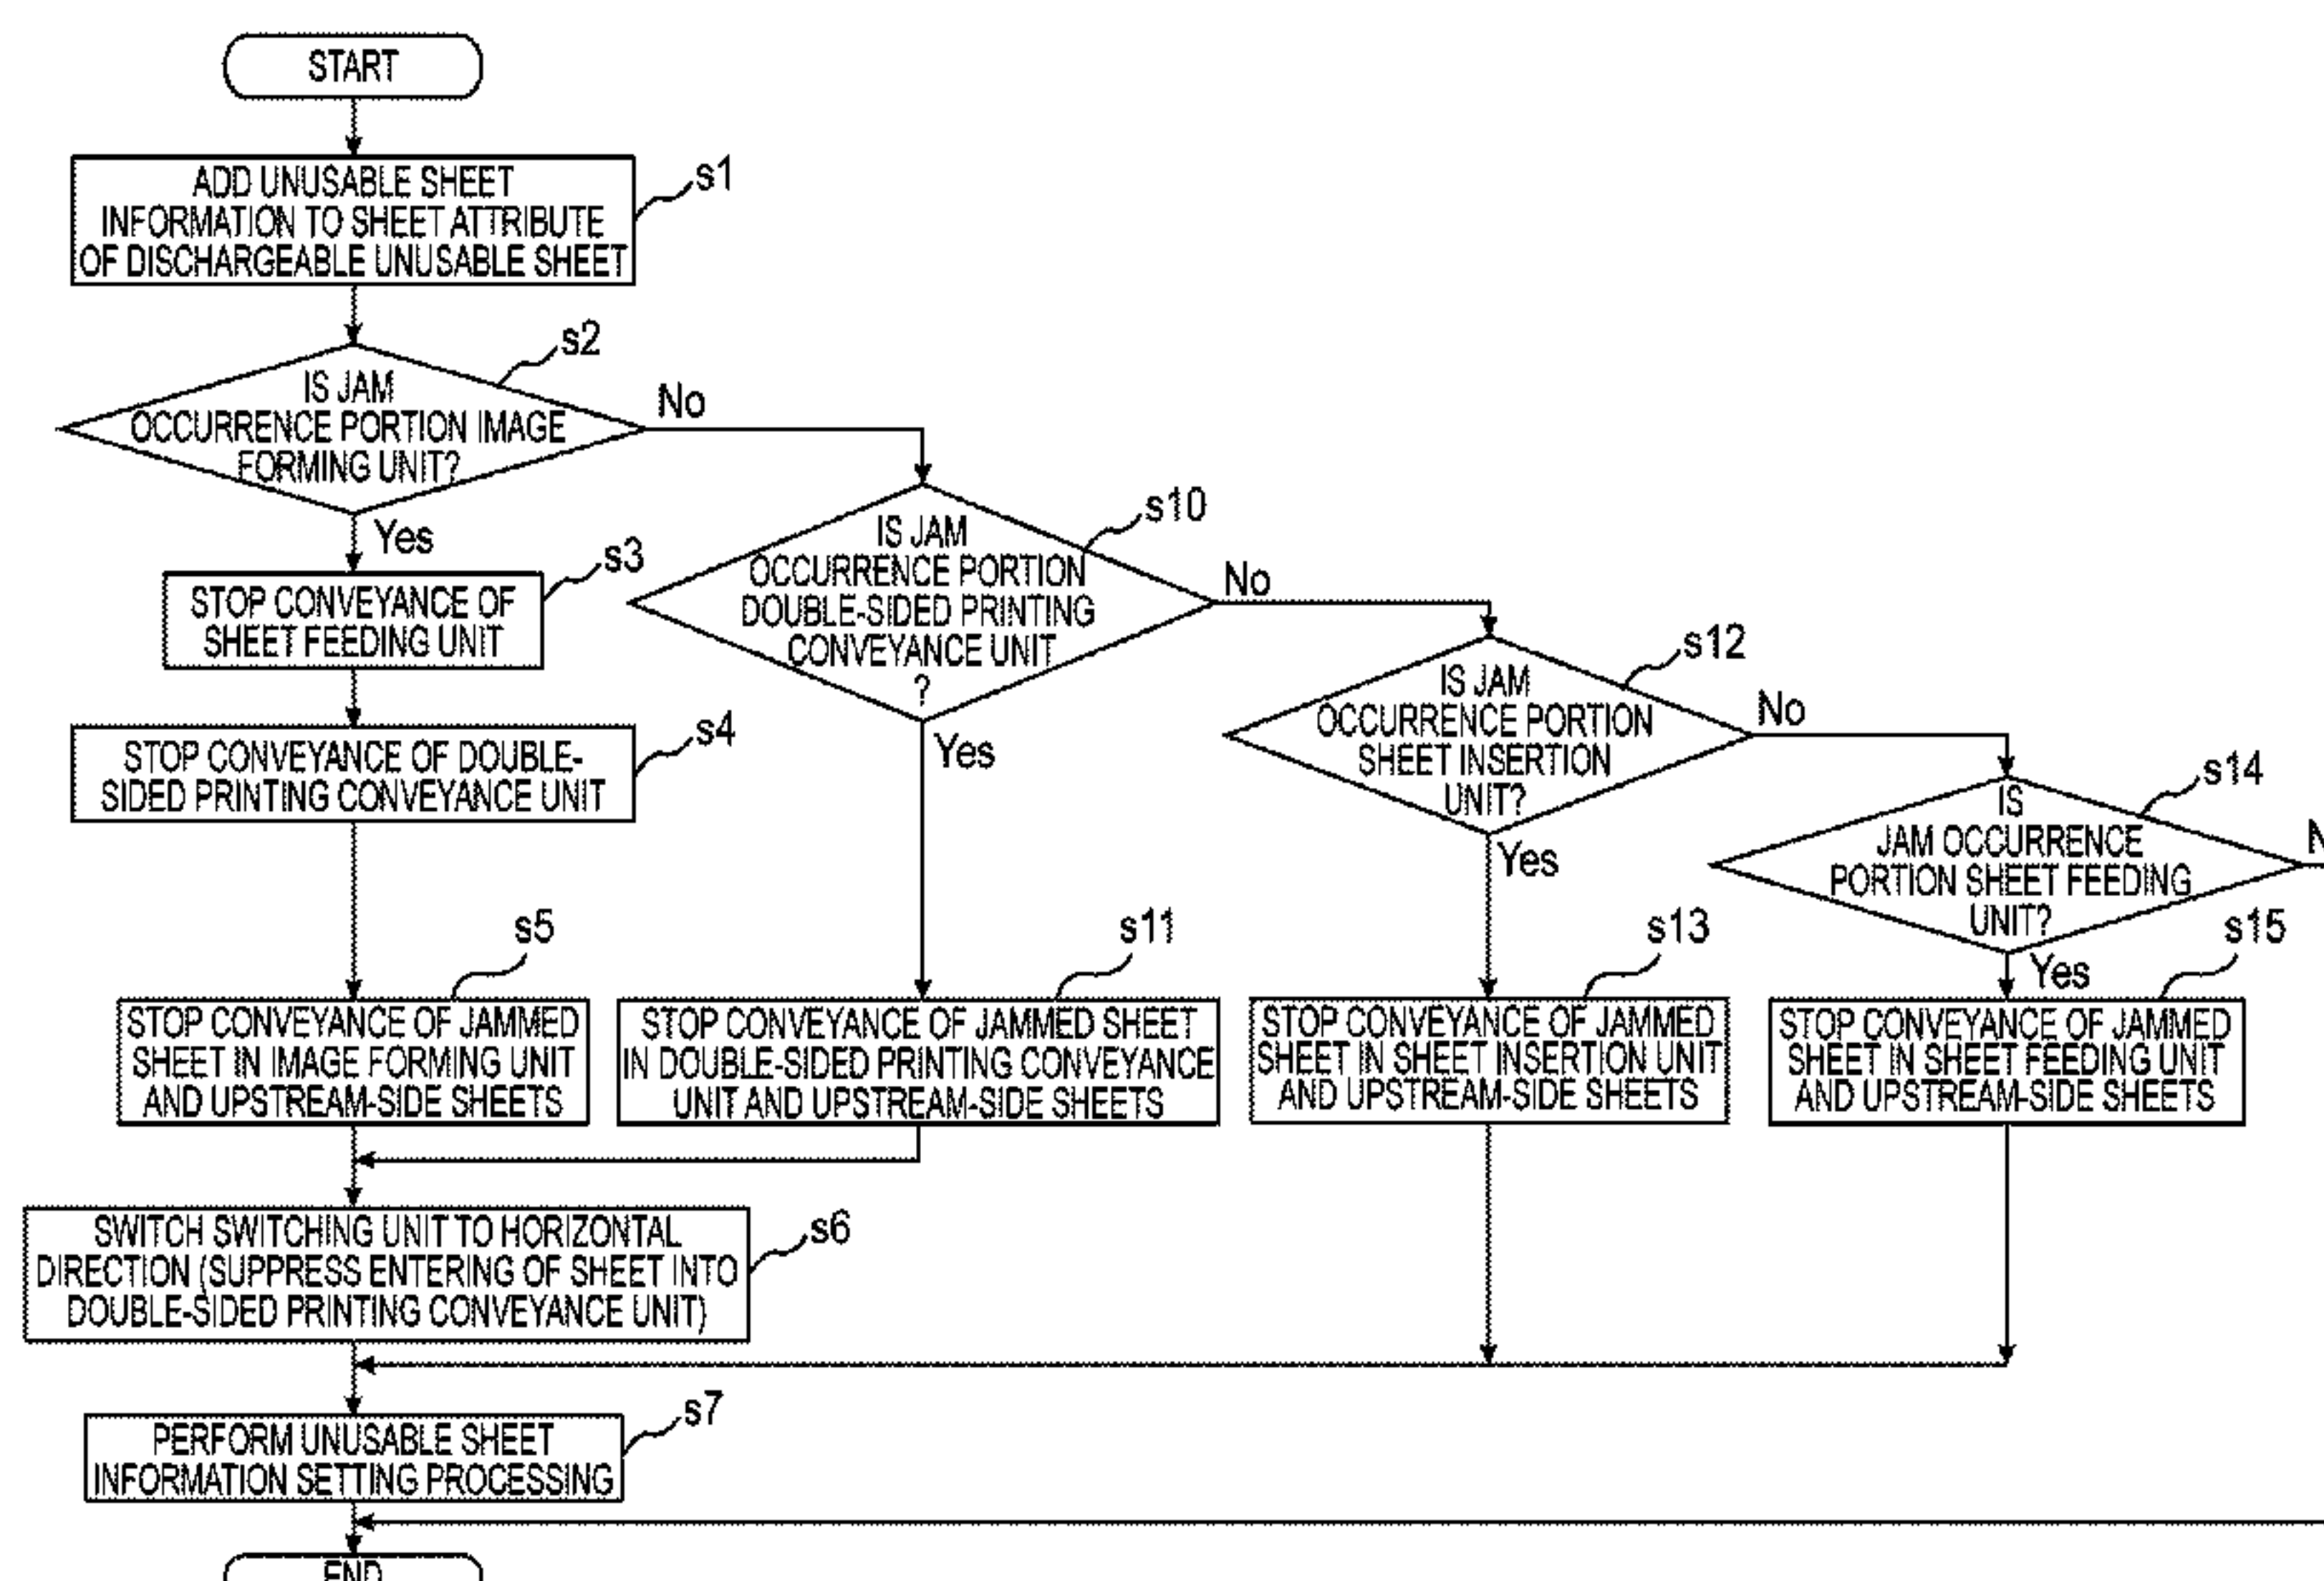 START
ADD UNUSABLE SHEET
INFORMATION TO SHEET ATTRIBUTE
OF DISCHARGEABLE UNUSABLE SHEET
s1
IS JAM
OCCURRENCE PORTION IMAGE
FORMING UNIT?
s2
No
Yes
STOP CONVEYANCE OF
SHEET FEEDING UNIT
s3
STOP CONVEYANCE OF DOUBLE-
SIDED PRINTING CONVEYANCE UNIT
s4
IS JAM
OCCURRENCE PORTION
DOUBLE-SIDED PRINTING
CONVEYANCE UNIT
?
s10
No
Yes
IS JAM
OCCURRENCE PORTION
SHEET INSERTION
UNIT?
s12
No
Yes
IS
JAM OCCURRENCE
PORTION SHEET FEEDING
UNIT?
s14
Yes
s5
STOP CONVEYANCE OF JAMMED
SHEET IN IMAGE FORMING UNIT
AND UPSTREAM-SIDE SHEETS
s11
STOP CONVEYANCE OF JAMMED SHEET
IN DOUBLE-SIDED PRINTING CONVEYANCE
UNIT AND UPSTREAM-SIDE SHEETS
s13
STOP CONVEYANCE OF JAMMED
SHEET IN SHEET INSERTION UNIT
AND UPSTREAM-SIDE SHEETS
s15
STOP CONVEYANCE OF JAMMED
SHEET IN SHEET FEEDING UNIT
AND UPSTREAM-SIDE SHEETS
SWITCH SWITCHING UNIT TO HORIZONTAL
DIRECTION (SUPPRESS ENTERING OF SHEET INTO
DOUBLE-SIDED PRINTING CONVEYANCE UNIT)
s6
PERFORM UNUSABLE SHEET
INFORMATION SETTING PROCESSING
s7
END